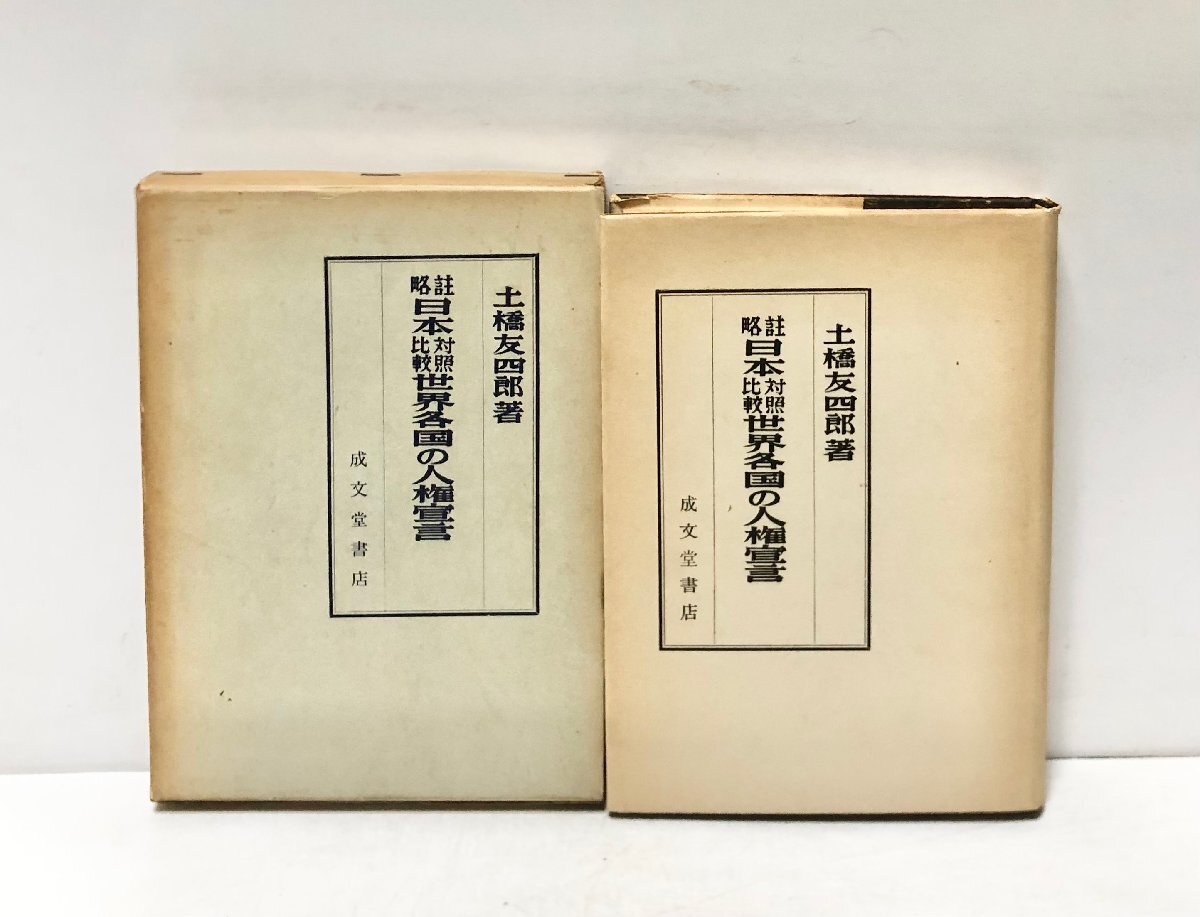 土橋友四郎著
註略日本対照比較世界各国の人権宣言
成文堂書店
土橋友四郎著
註略日本対照比較世界各国の人権宣言
成文堂書店